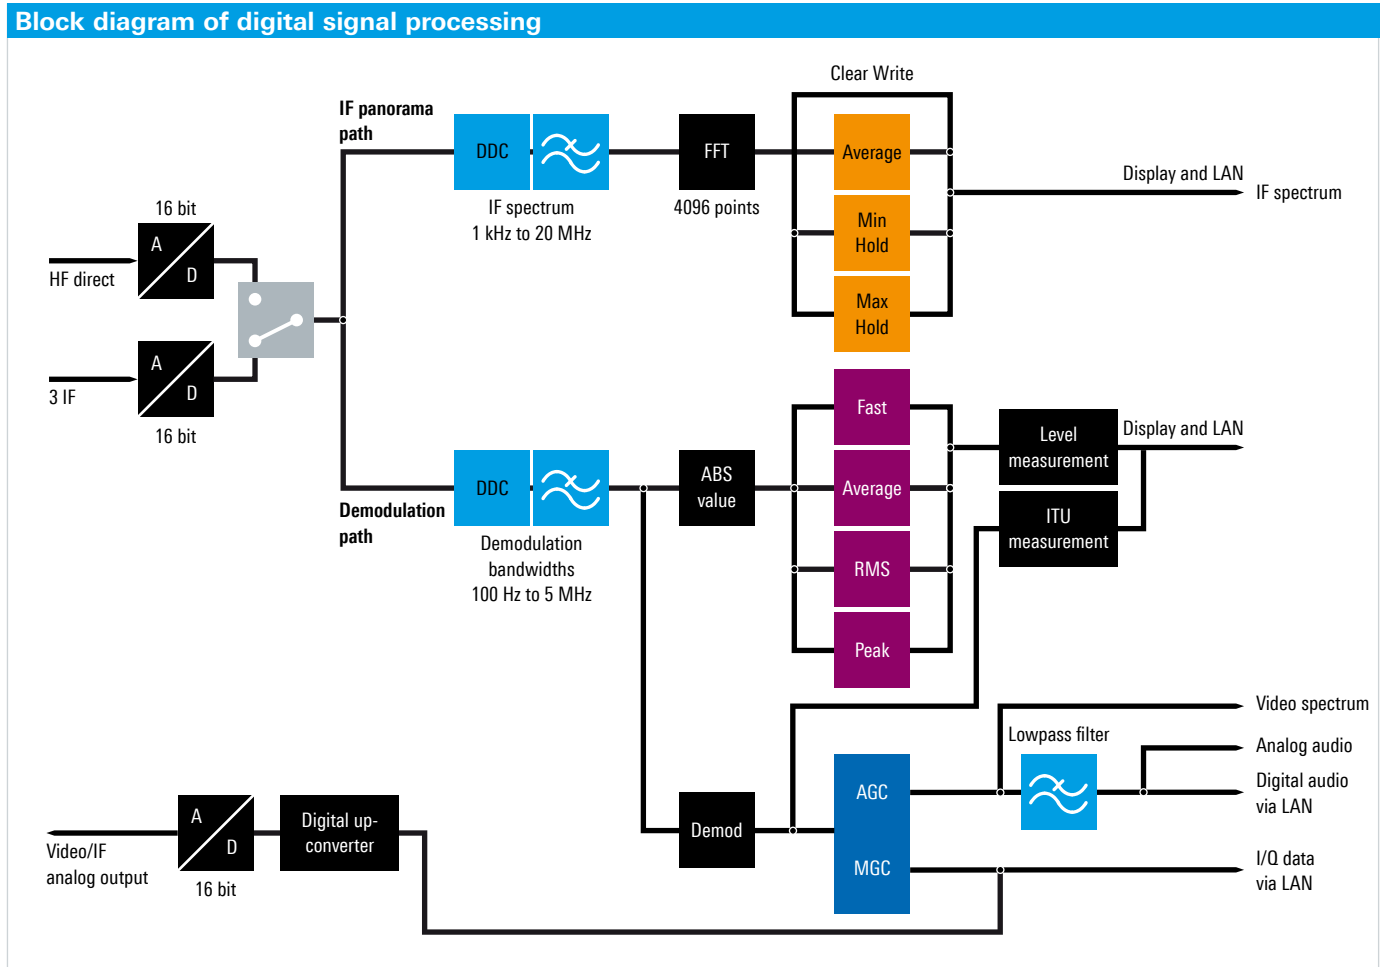 Block diagram of digital signal processing
Clear Write
IF panorama
path
DDC
FFT
Average
IF spectrum
1 kHz to 20 MHz
4096 points
Min
Hold
Max
Hold
Display and LAN
IF spectrum
16 bit
A
D
HF direct
A
D
3 IF
16 bit
Demodulation
path
DDC
Demodulation
bandwidths
100 Hz to 5 MHz
ABS
value
Fast
Average
RMS
Peak
Level
measurement
Display and LAN
ITU
measurement
Video spectrum
Lowpass filter
Analog audio
Digital audio
via LAN
Demod
AGC
MGC
I/Q data
via LAN
A
D
Digital up-
converter
Video/IF
analog output
16 bit